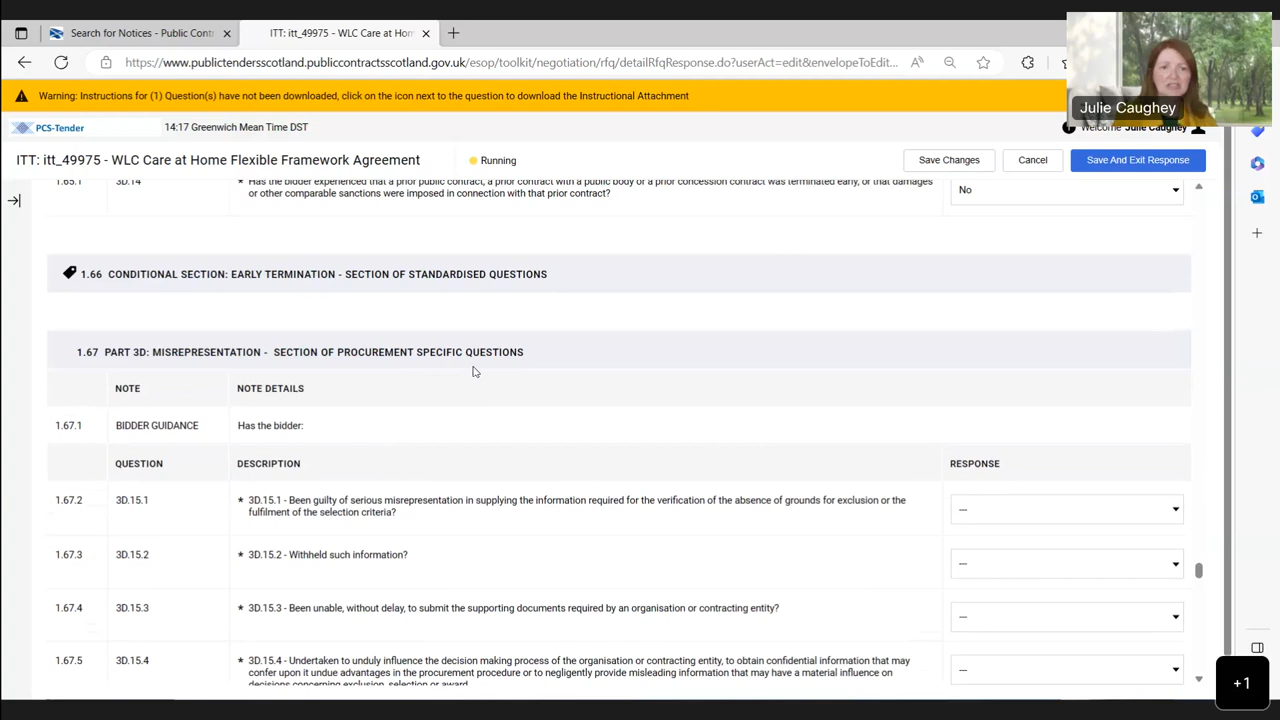 Search for Notices - Public Cont
ITT: itt_49975 - WLC Care at Hom
https://www.publictendersscotland.publiccontractsscotland.gov.uk/esop/toolkit/negotiation/rfq/detailRfqResponse.do?userAct=edit&envelopeToEdit...
Julie Caughey
Warning: Instructions for (1) Question(s) have not been downloaded, click on the icon next to the question to download the Instructional Attachment
PCS-Tender
14:17 Greenwich Mean Time DST
Welcome Julie Caughey
ITT: itt_49975 - WLC Care at Home Flexible Framework Agreement
Running
Save Changes
Cancel
Save And Exit Response
1.65.1 3D.14 * Has the bidder experienced that a prior public contract, a prior contract with a public body or a prior concession contract was terminated early, or that damages
or other comparable sanctions were imposed in connection with that prior contract?
No
1.66 CONDITIONAL SECTION: EARLY TERMINATION - SECTION OF STANDARDISED QUESTIONS
1.67 PART 3D: MISREPRESENTATION - SECTION OF PROCUREMENT SPECIFIC QUESTIONS
NOTE NOTE DETAILS
1.67.1 BIDDER GUIDANCE Has the bidder:
QUESTION DESCRIPTION RESPONSE
1.67.2 3D.15.1 * 3D.15.1 - Been guilty of serious misrepresentation in supplying the information required for the verification of the absence of grounds for exclusion or the
fulfilment of the selection criteria?
---
1.67.3 3D.15.2 * 3D.15.2 - Withheld such information?
---
1.67.4 3D.15.3 * 3D.15.3 - Been unable, without delay, to submit the supporting documents required by an organisation or contracting entity?
---
1.67.5 3D.15.4 * 3D.15.4 - Undertaken to unduly influence the decision making process of the organisation or contracting entity, to obtain confidential information that may
confer upon it undue advantages in the procurement procedure or to negligently provide misleading information that may have a material influence on
decisions concerning exclusion, selection or award
---
+1